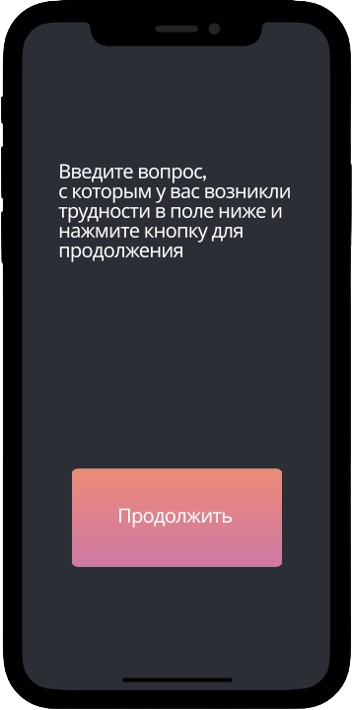 Введите вопрос,
с которым у вас возникли
трудности в поле ниже и
нажмите кнопку для
продолжения
Продолжить